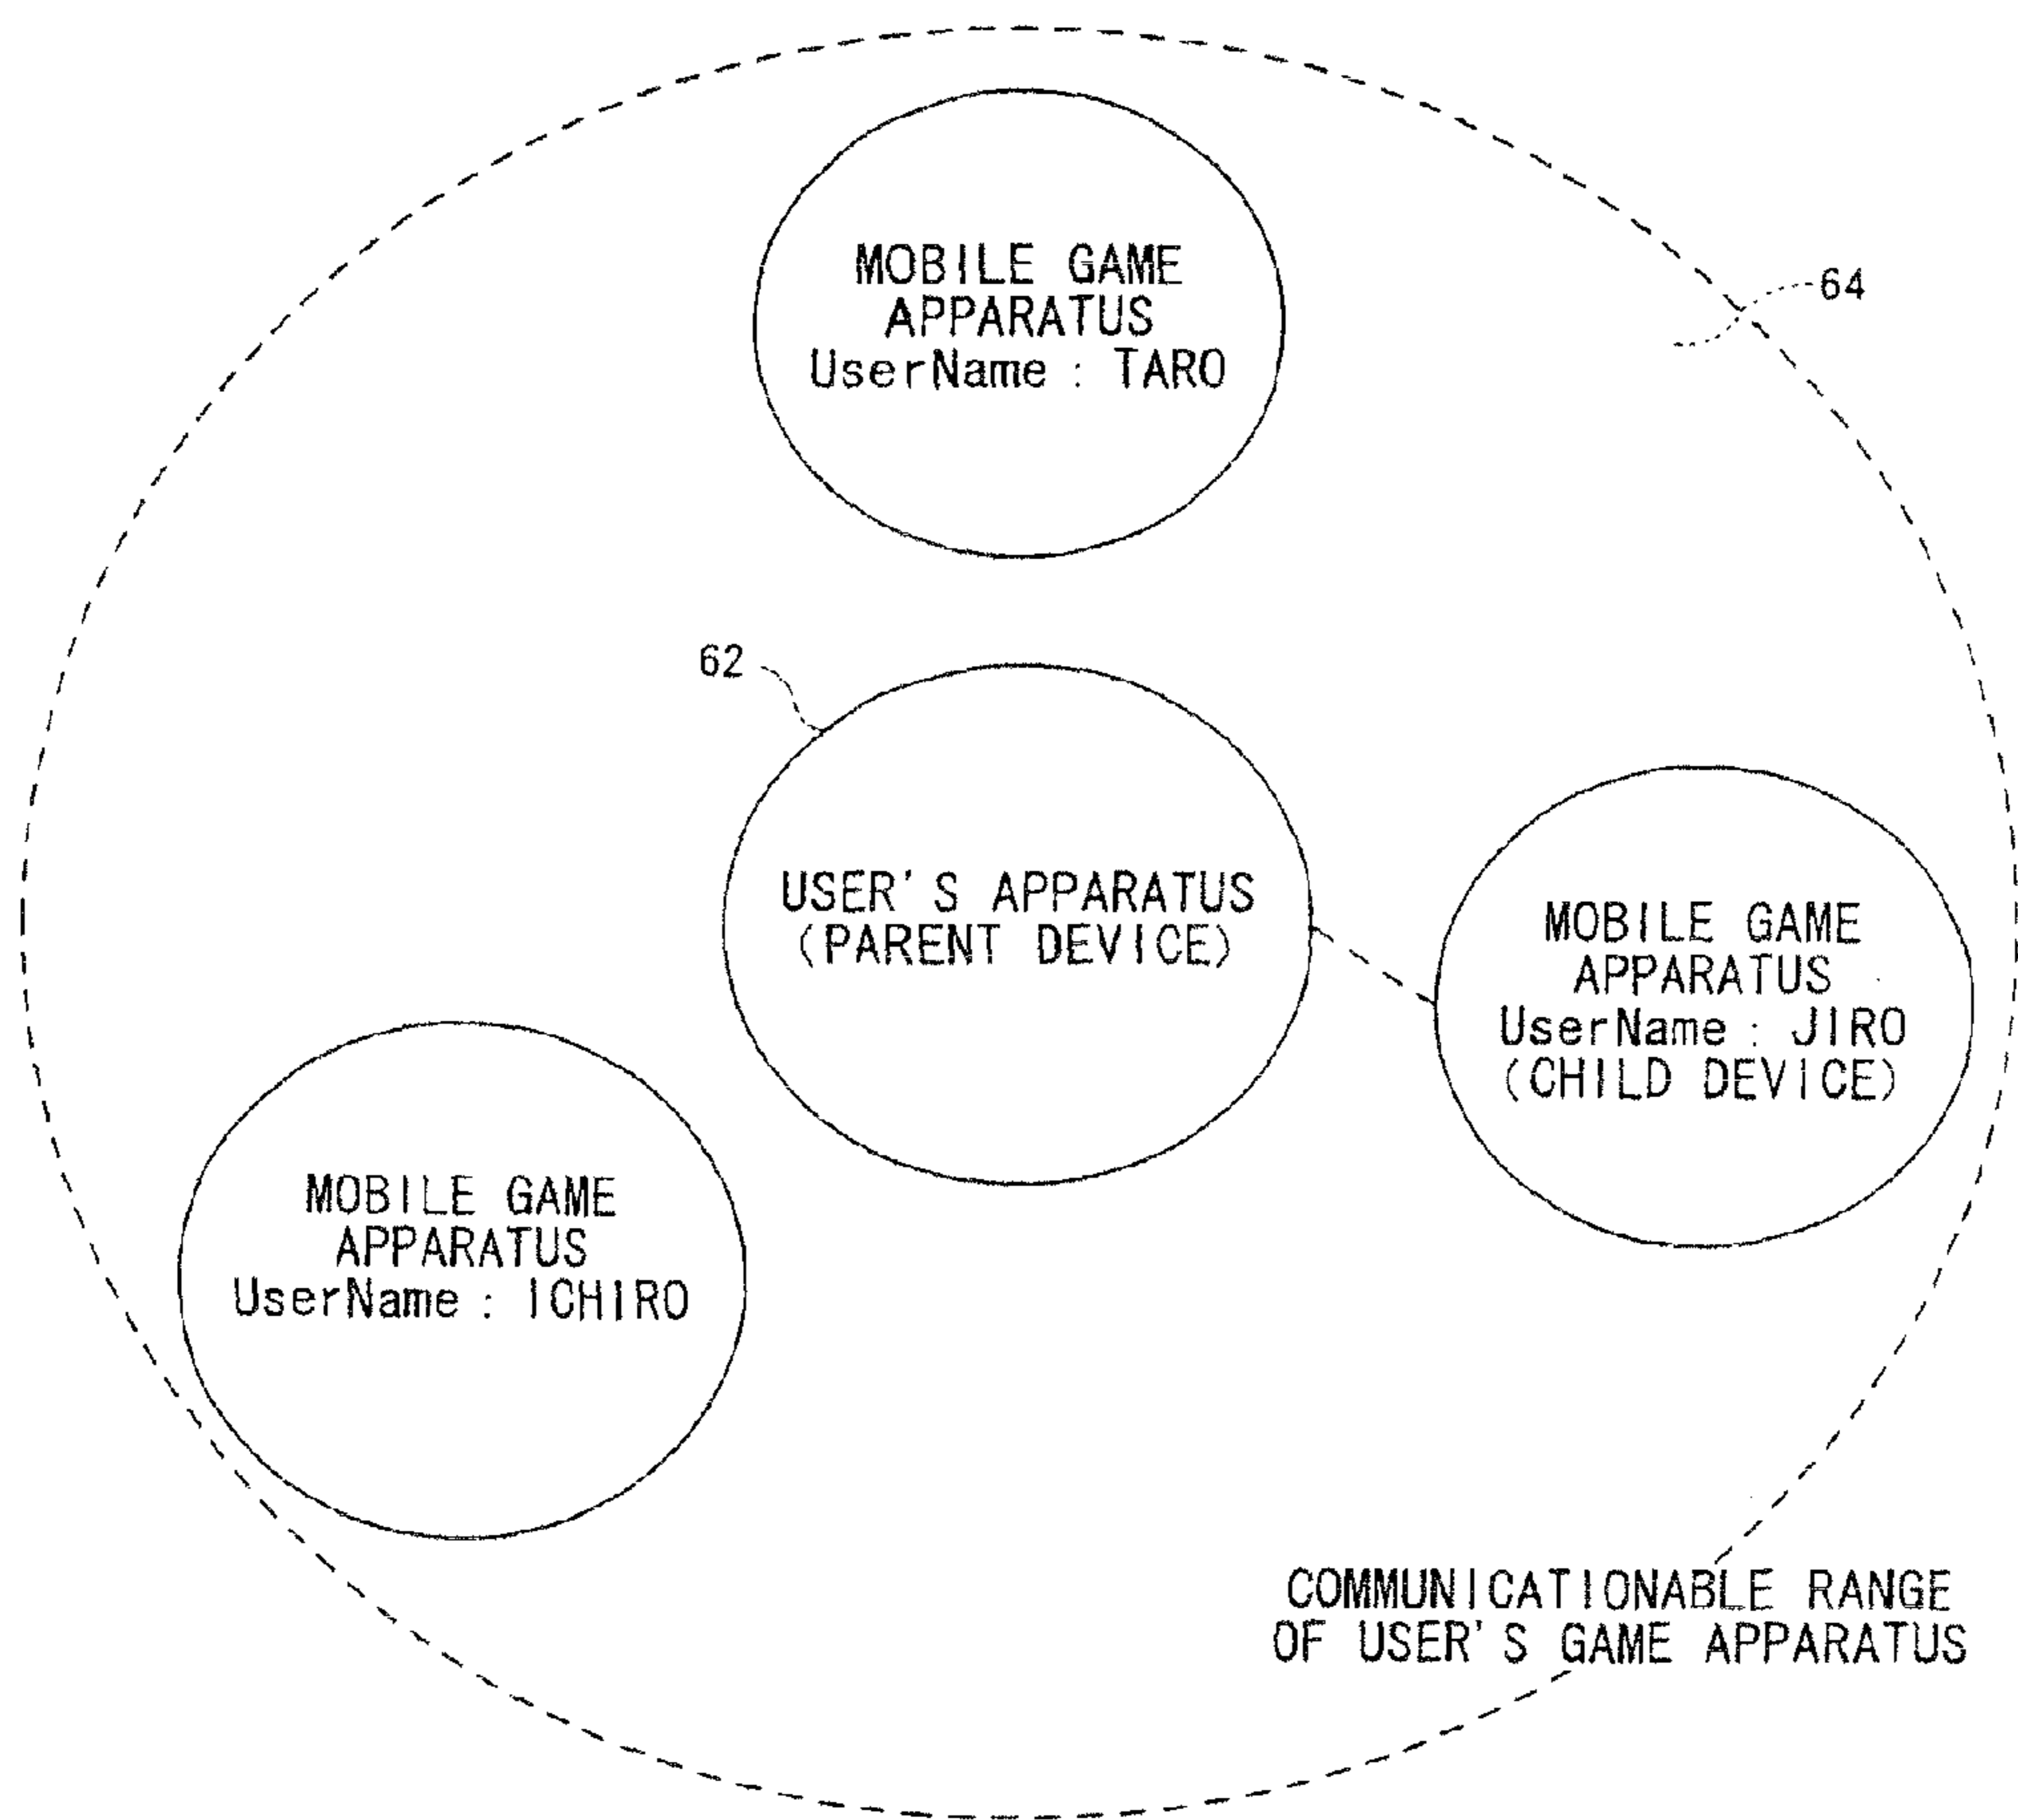 MOBILE GAME
APPARATUS
UserName : TARO
64
62
USER'S APPARATUS
(PARENT DEVICE)
MOBILE GAME
APPARATUS
UserName : JIRO
(CHILD DEVICE)
MOBILE GAME
APPARATUS
UserName : ICHIRO
COMMUNICATIONABLE RANGE
OF USER'S GAME APPARATUS